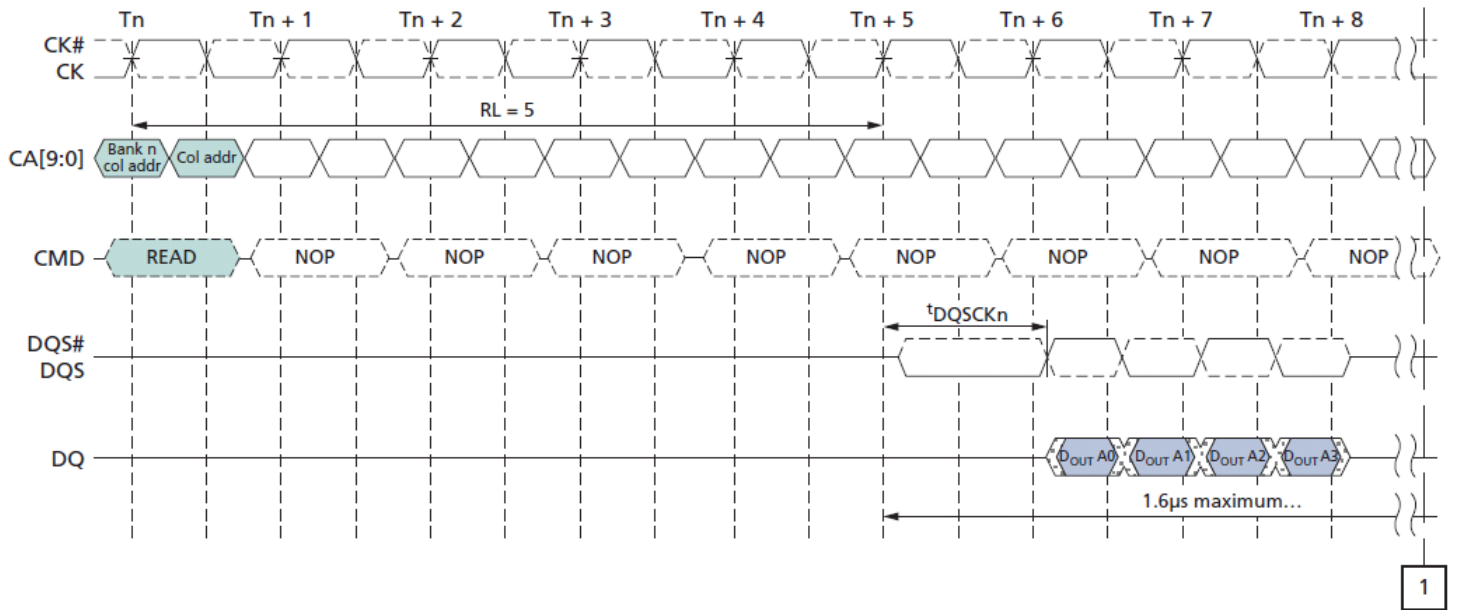 Tn Tn + 1 Tn + 2 Tn + 3 Tn + 4 Tn + 5 Tn + 6 Tn + 7 Tn + 8
CK#
CK
RL = 5
CA[9:0] Bank n col addr Col addr
CMD READ NOP NOP NOP NOP NOP NOP NOP NOP
tDQSCKn
DQS#
DQS
DQ DOUT A0 DOUT A1 DOUT A2 DOUT A3
1.6μs maximum…
1